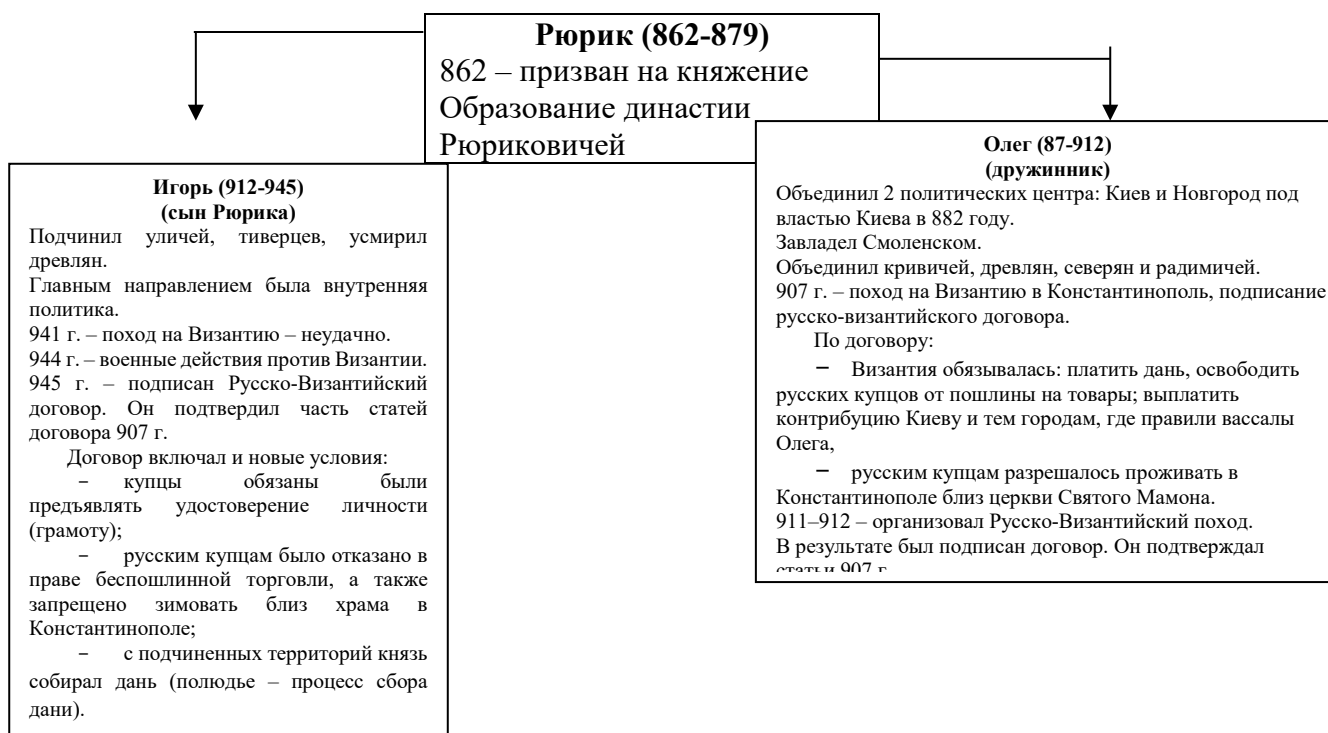 Рюрик (862-879)
862 – призван на княжение
Образование династии
Рюриковичей
Игорь (912-945)
(сын Рюрика)
Подчинил уличей, тиверцев, усмирил
древлян.
Главным направлением была внутренняя
политика.
941 г. – поход на Византию – неудачно.
944 г. – военные действия против Византии.
945 г. – подписан Русско-Византийский
договор. Он подтвердил часть статей
договора 907 г.
Договор включал и новые условия:
− купцы обязаны были
предъявлять удостоверение личности
(грамоту);
− русским купцам было отказано в
праве беспошлинной торговли, а также
запрещено зимовать близ храма в
Константинополе;
− с подчиненных территорий князь
собирал дань (полюдье – процесс сбора
дани).
Олег (87-912)
(дружинник)
Объединил 2 политических центра: Киев и Новгород под
властью Киева в 882 году.
Завладел Смоленском.
Объединил кривичей, древлян, северян и радимичей.
907 г. – поход на Византию в Константинополь, подписание
русско-византийского договора.
По договору:
− Византия обязывалась: платить дань, освободить
русских купцов от пошлины на товары; выплатить
контрибуцию Киеву и тем городам, где правили вассалы
Олега,
− русским купцам разрешалось проживать в
Константинополе близ церкви Святого Мамона.
911–912 – организовал Русско-Византийский поход.
В результате был подписан договор. Он подтверждал
статьи 907 г